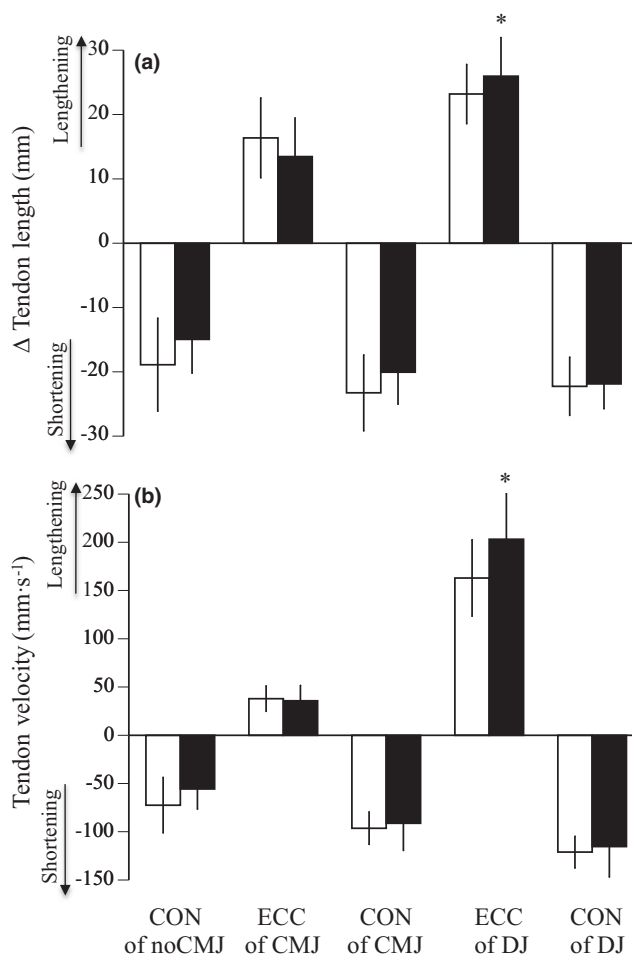 (a)
*
Lengthening
Shortening
Δ Tendon length (mm)
30
20
10
0
-10
-20
-30
(b)
*
Lengthening
Shortening
Tendon velocity (mm·s⁻¹)
250
200
150
100
50
0
-50
-100
-150
CON ECC CON ECC CON
of noCMJ of CMJ of CMJ of DJ of DJ